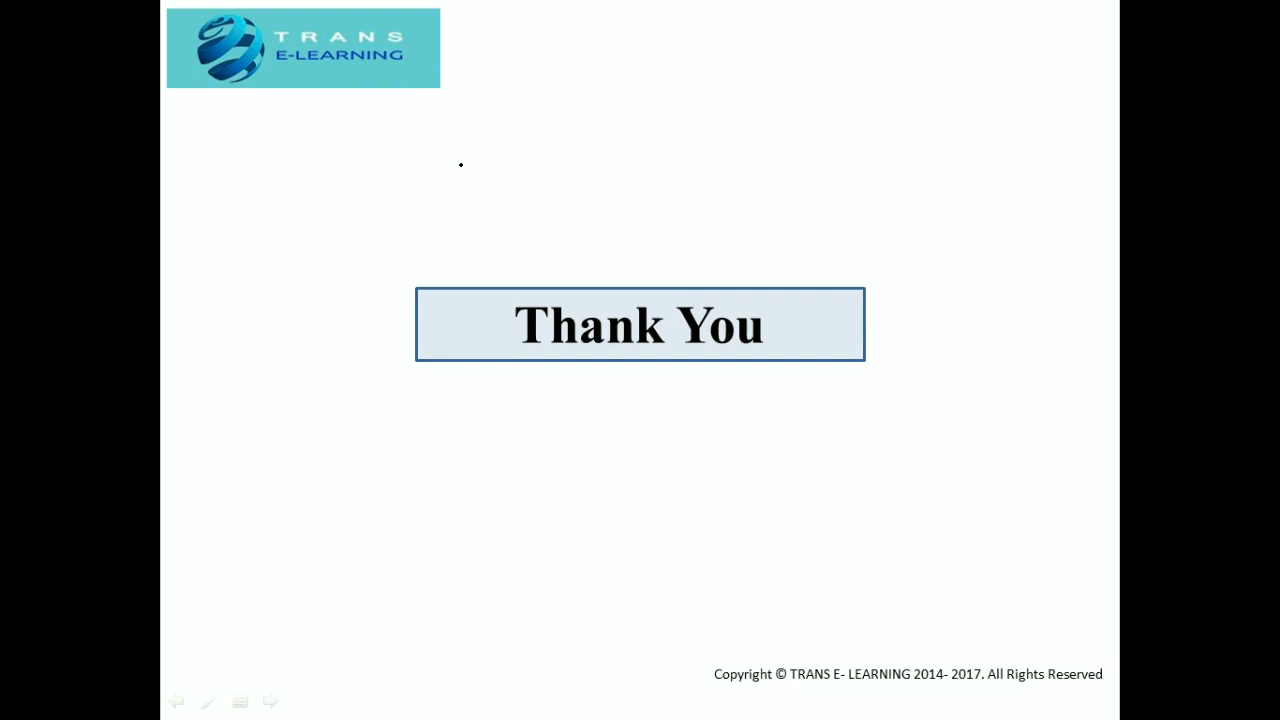 TRANS
E-LEARNING
Thank You
Copyright © TRANS E- LEARNING 2014- 2017. All Rights Reserved